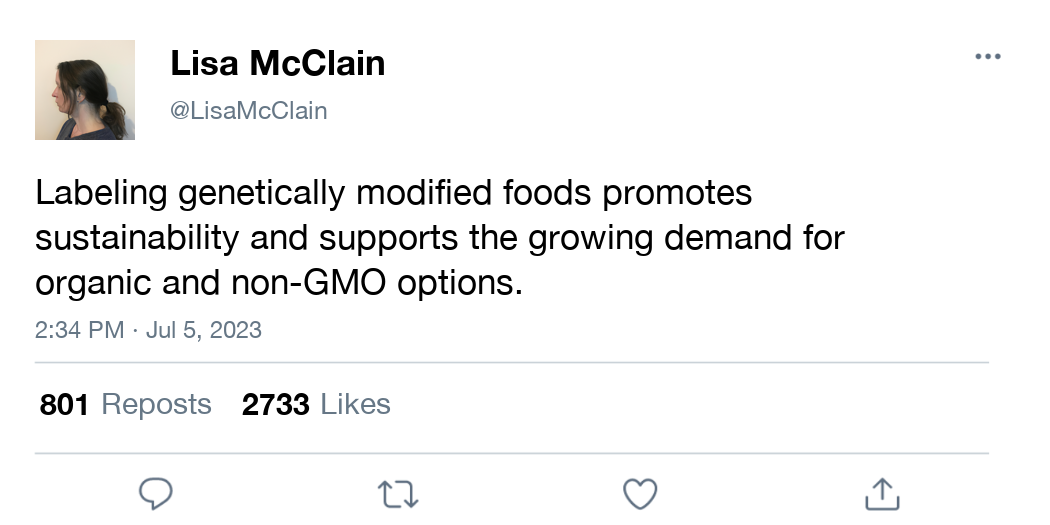 Lisa McClain
@LisaMcClain
Labeling genetically modified foods promotes
sustainability and supports the growing demand for
organic and non-GMO options.
2:34 PM · Jul 5, 2023
801 Reposts 2733 Likes